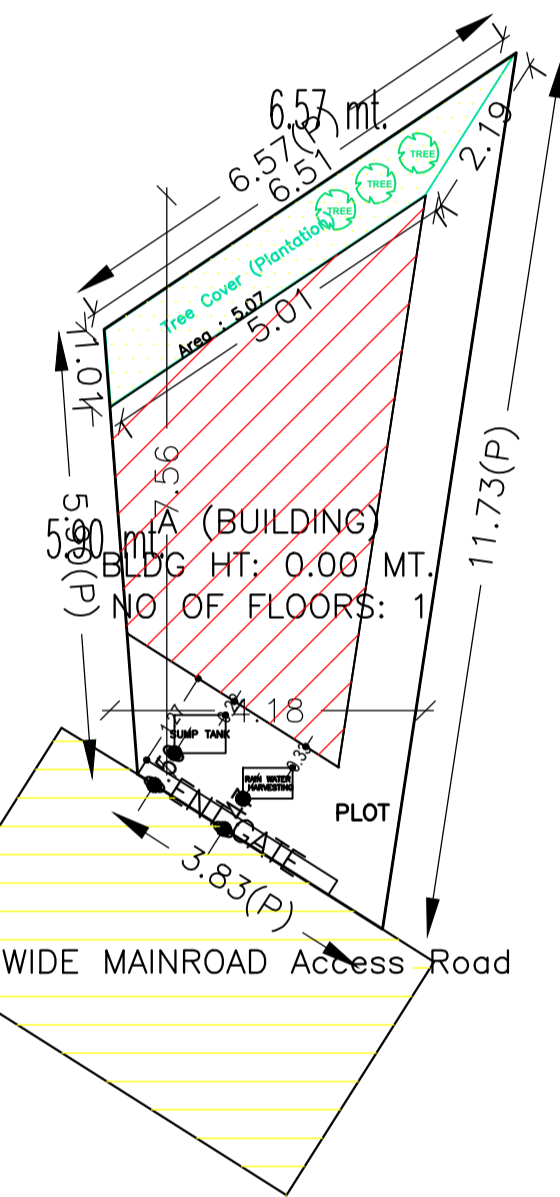 6.57 mt.
6.57(P)
6.51
2.19
TREE
TREE
TREE
Tree Cover (Plantation)
Area : 5.07
5.01
1.01
7.56
5.90(P)
5.90 mt.
11.73(P)
A (BUILDING)
BLDG HT: 0.00 MT.
NO OF FLOORS: 1
4.18
SUMP TANK
RAIN WATER
HARVESTING
PLOT
GATE
3.83(P)
WIDE MAINROAD Access Road